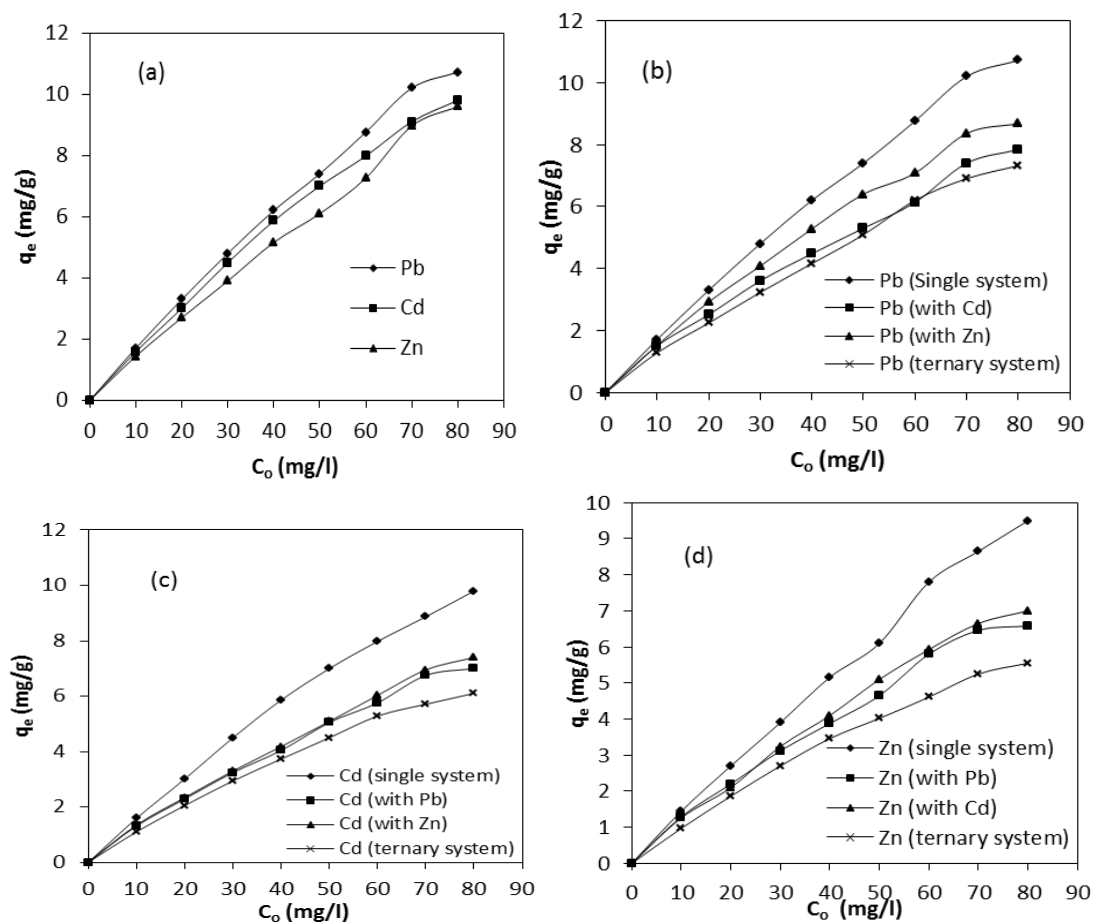 (a)
12
10
8
6
4
2
0
qe (mg/g)
0 10 20 30 40 50 60 70 80 90
Co (mg/l)
Pb
Cd
Zn
(b)
12
10
8
6
4
2
0
qe (mg/g)
0 10 20 30 40 50 60 70 80 90
Co (mg/l)
Pb (Single system)
Pb (with Cd)
Pb (with Zn)
Pb (ternary system)
(c)
12
10
8
6
4
2
0
qe (mg/g)
0 10 20 30 40 50 60 70 80 90
Co (mg/l)
Cd (single system)
Cd (with Pb)
Cd (with Zn)
Cd (ternary system)
(d)
10
9
8
7
6
5
4
3
2
1
0
qe (mg/g)
0 10 20 30 40 50 60 70 80 90
Co (mg/l)
Zn (single system)
Zn (with Pb)
Zn (with Cd)
Zn (ternary system)